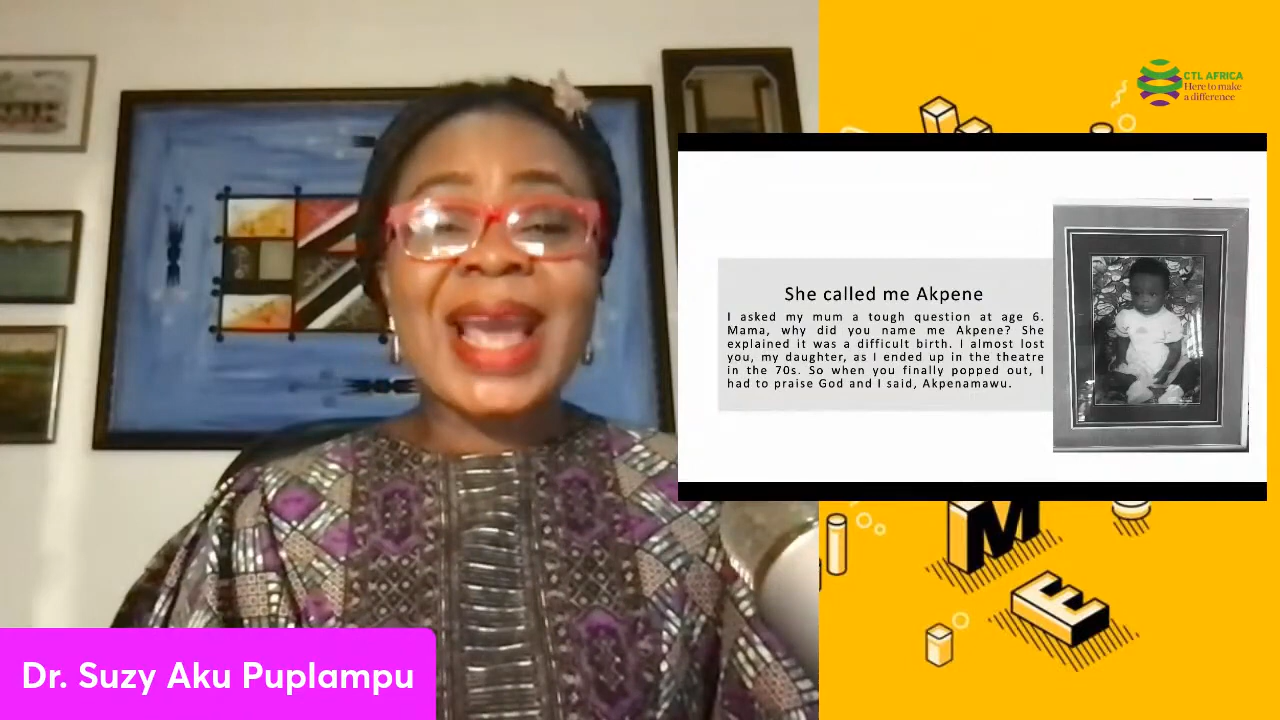 CTL AFRICA
Here to make
a difference
She called me Akpene
I asked my mum a tough question at age 6.
Mama, why did you name me Akpene? She
explained it was a difficult birth. I almost lost
you, my daughter, as I ended up in the theatre
in the 70s. So when you finally popped out, I
had to praise God and I said, Akpenamawu.
M
E
Dr. Suzy Aku Puplampu